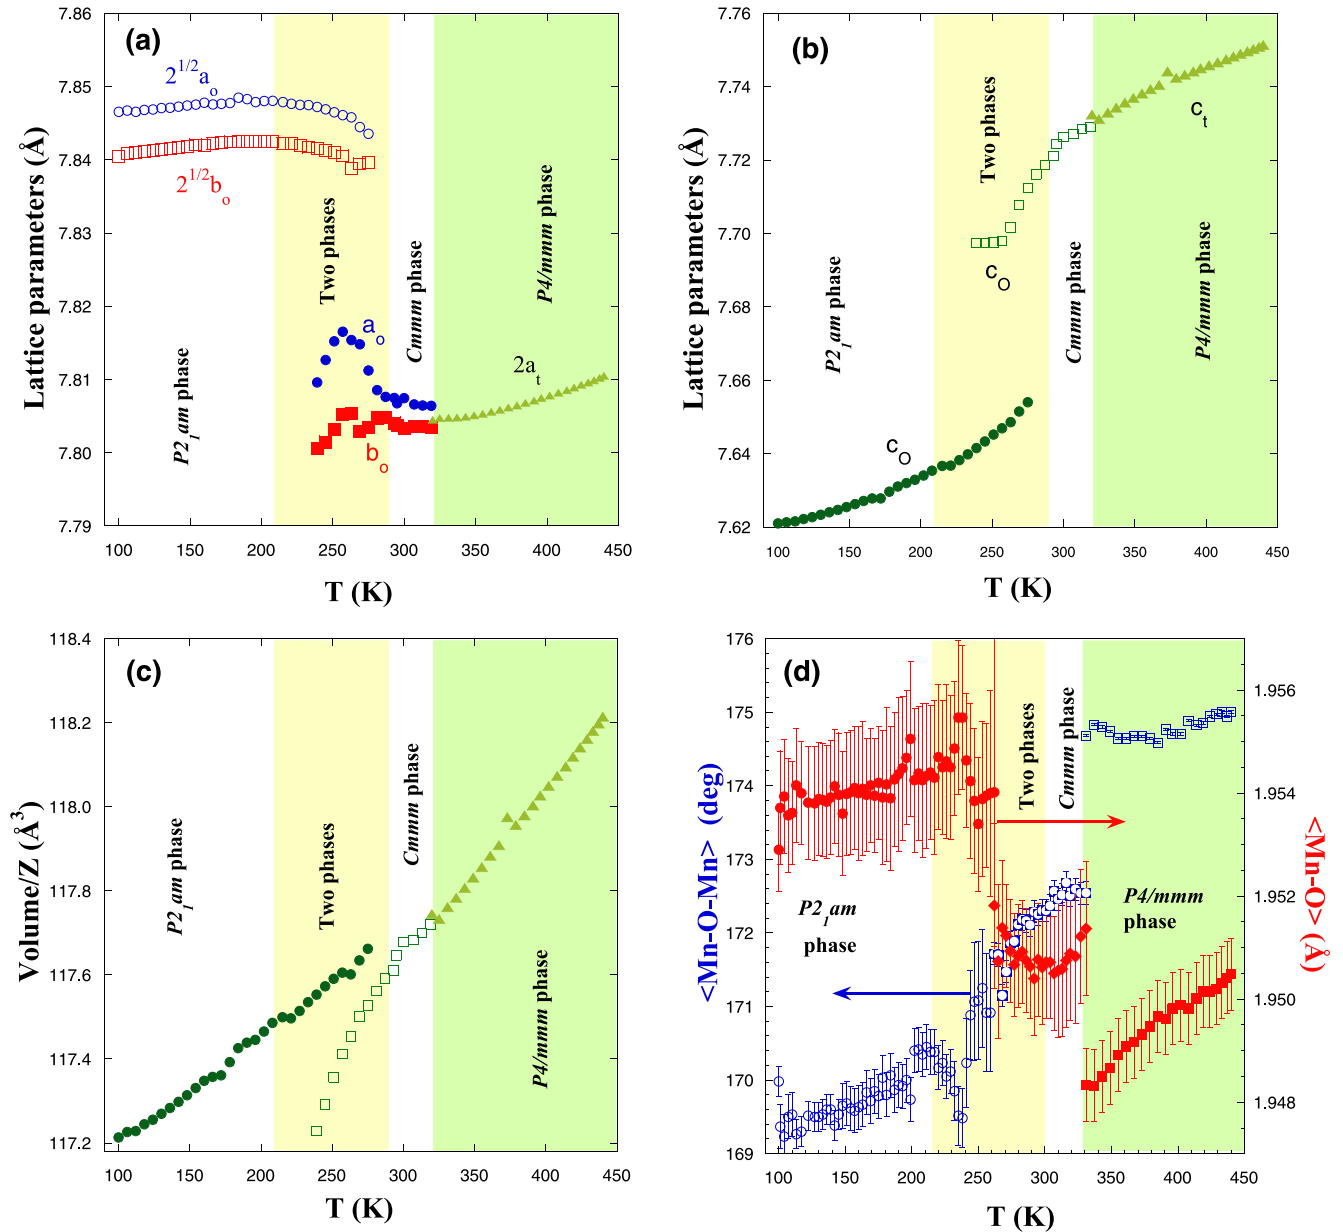 (a)
7.86
7.85
7.84
7.83
7.82
7.81
7.80
7.79
Lattice parameters (Å)
2^{1/2}a_o
2^{1/2}b_o
P2_1am phase
Two phases
Cmmm phase
P4/mmm phase
a_o
b_o
2a_t
100 150 200 250 300 350 400 450
T (K)
(b)
7.76
7.74
7.72
7.70
7.68
7.66
7.64
7.62
Lattice parameters (Å)
P2_1am phase
Two phases
Cmmm phase
P4/mmm phase
c_t
c_O
c_O
100 150 200 250 300 350 400 450
T (K)
(c)
118.4
118.2
118.0
117.8
117.6
117.4
117.2
Volume/Z (Å^3)
P2_1am phase
Two phases
Cmmm phase
P4/mmm phase
100 150 200 250 300 350 400 450
T (K)
(d)
176
175
174
173
172
171
170
169
<Mn-O-Mn> (deg)
P2_1am
phase
Two phases
Cmmm phase
P4/mmm
phase
1.956
1.954
1.952
1.950
1.948
<Mn-O> (Å)
100 150 200 250 300 350 400 450
T (K)